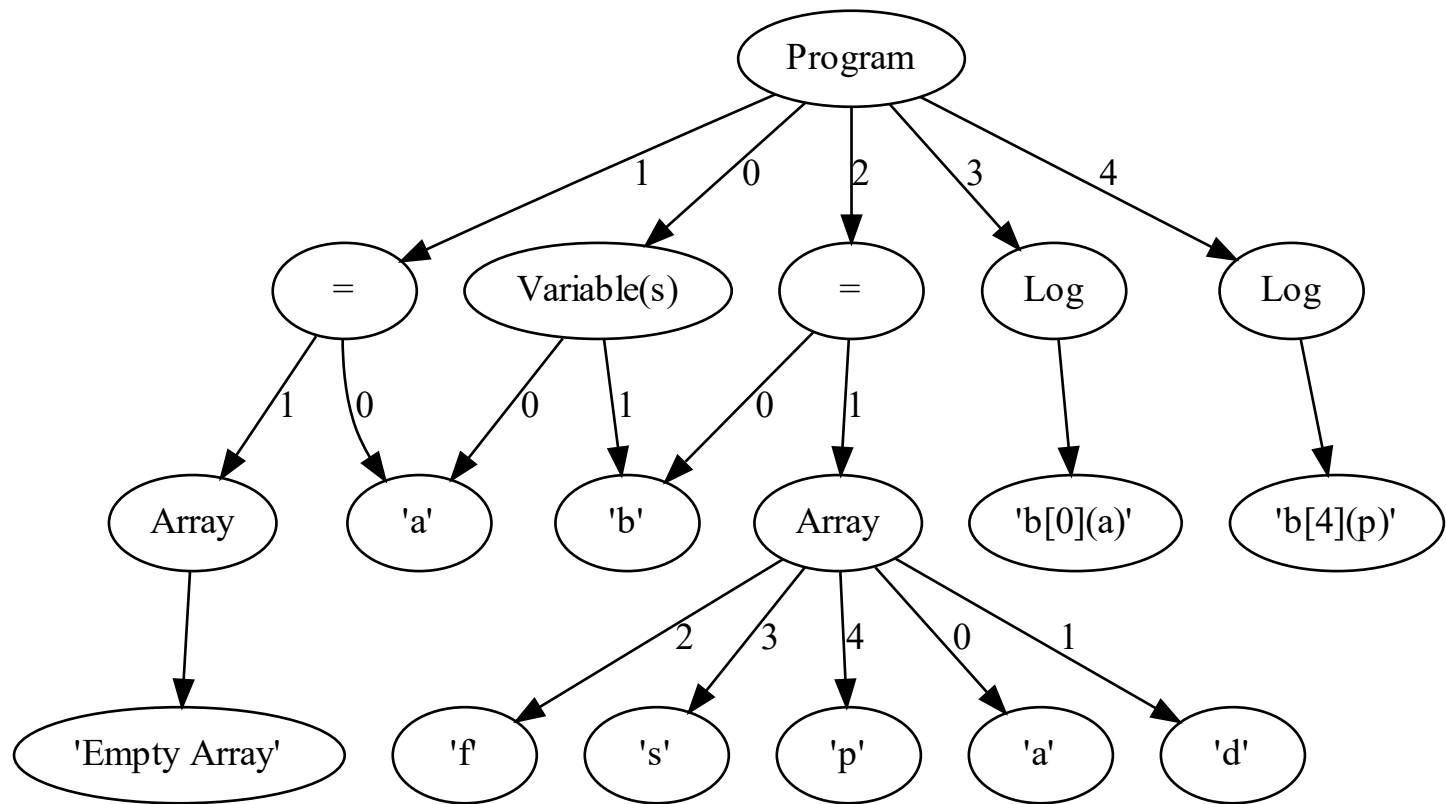 Program
1
0
2
3
4
=
Variable(s)
=
Log
Log
1
0
0
1
0
1
Array
'a'
'b'
Array
'b[0](a)'
'b[4](p)'
2
3
4
0
1
'Empty Array'
'f'
's'
'p'
'a'
'd'